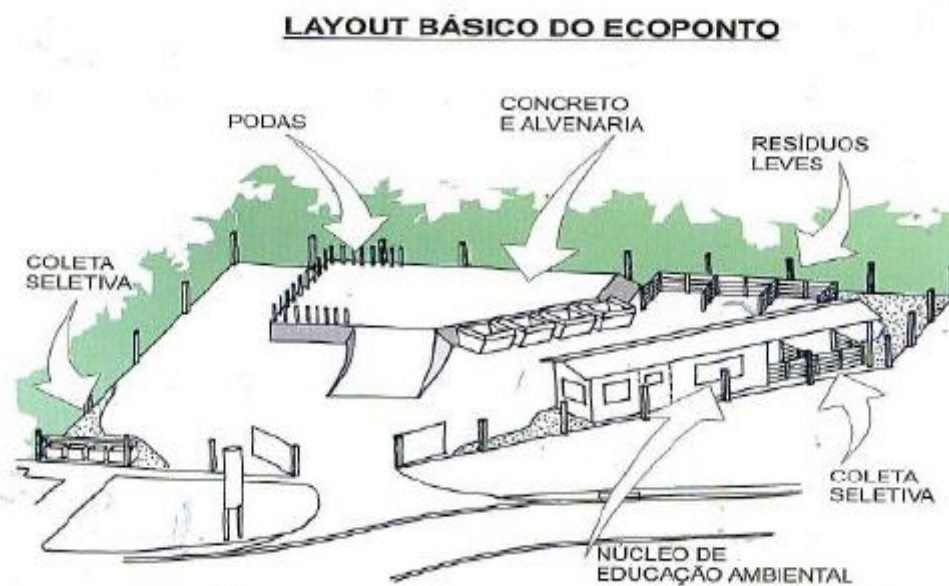 LAYOUT BÁSICO DO ECOPONTO
PODAS
CONCRETO
E ALVENARIA
RESÍDUOS
LEVES
COLETA
SELETIVA
COLETA
SELETIVA
NÚCLEO DE
EDUCAÇÃO AMBIENTAL